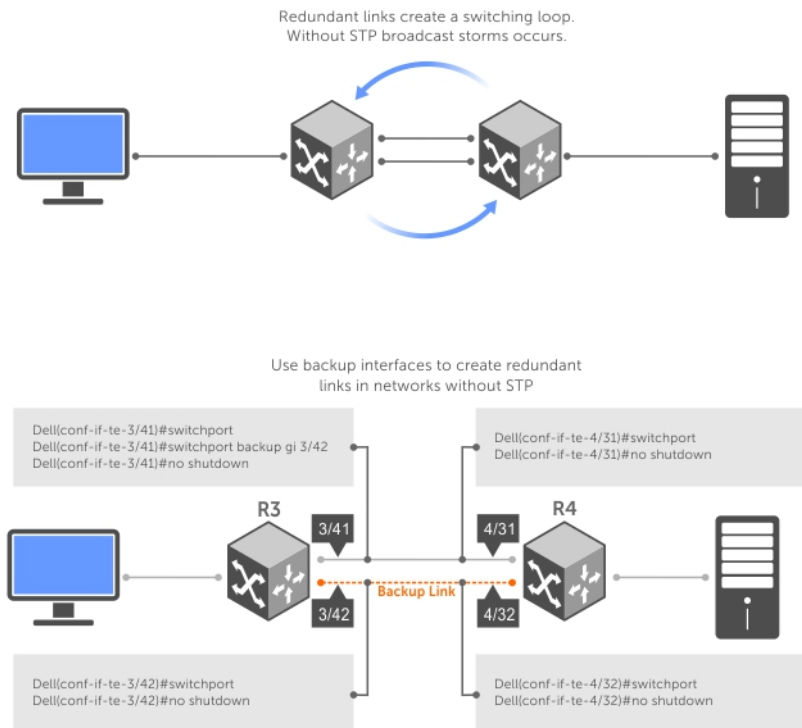 Redundant links create a switching loop.
Without STP broadcast storms occurs.
Use backup interfaces to create redundant
links in networks without STP
Dell(conf-if-te-3/41)#switchport
Dell(conf-if-te-3/41)#switchport backup gi 3/42
Dell(conf-if-te-3/41)#no shutdown
Dell(conf-if-te-4/31)#switchport
Dell(conf-if-te-4/31)#no shutdown
R3
R4
3/41
4/31
Backup Link
3/42
4/32
Dell(conf-if-te-3/42)#switchport
Dell(conf-if-te-3/42)#no shutdown
Dell(conf-if-te-4/32)#switchport
Dell(conf-if-te-4/32)#no shutdown